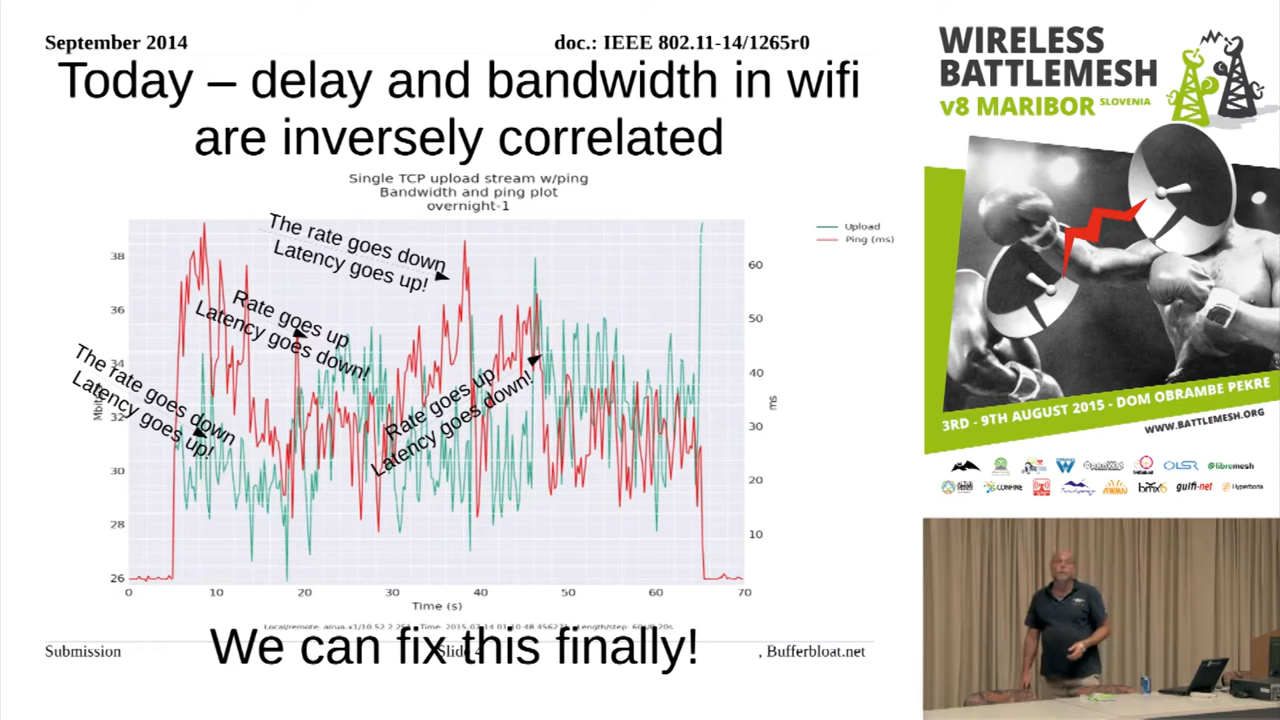 September 2014
doc.: IEEE 802.11-14/1265r0
Today – delay and bandwidth in wifi
are inversely correlated
Single TCP upload stream w/ping
Bandwidth and ping plot
overnight-1
Upload
Ping (ms)
The rate goes down
Latency goes up!
Rate goes up
Latency goes down!
The rate goes down
Latency goes up!
Rate goes up
Latency goes down!
38
36
34
32
30
28
26
60
50
40
30
20
10
ms
0
10
20
30
40
50
60
70
Time (s)
We can fix this finally!
Submission
Slide 4
, Bufferbloat.net
WIRELESS
BATTLEMESH
v8 MARIBOR SLOVENIA
3RD - 9TH AUGUST 2015 - DOM OBRAMBE PEKRE
WWW.BATTLEMESH.ORG
OLSR
libremesh
CONFINE
bmx6
guifi·net
Hyperboria